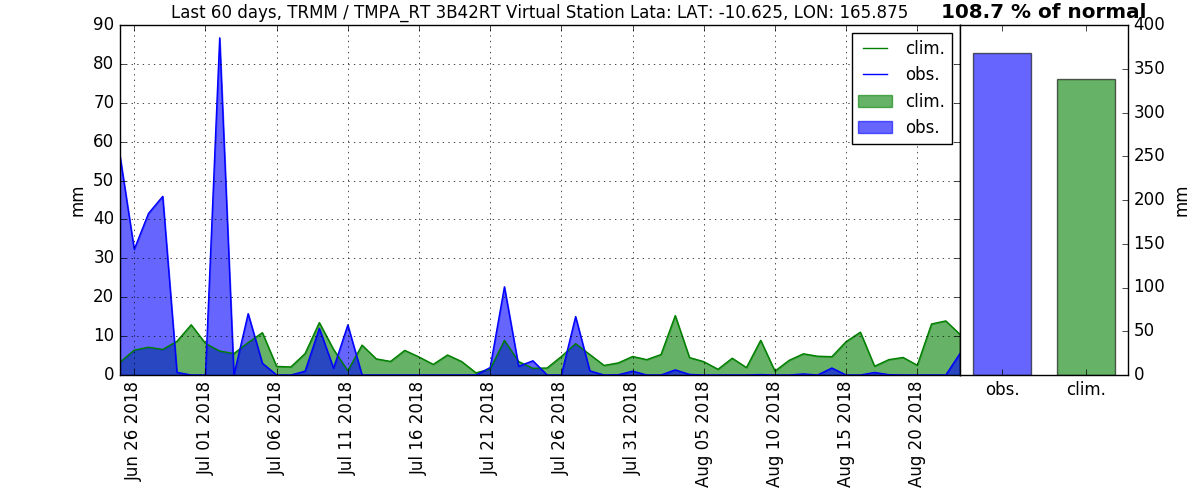 Last 60 days, TRMM / TMPA_RT 3B42RT Virtual Station Lata: LAT: -10.625, LON: 165.875
108.7 % of normal
90
80
70
60
50
40
30
20
10
0
mm
clim.
obs.
clim.
obs.
400
350
300
250
200
150
100
50
0
mm
Jun 26 2018
Jul 01 2018
Jul 06 2018
Jul 11 2018
Jul 16 2018
Jul 21 2018
Jul 26 2018
Jul 31 2018
Aug 05 2018
Aug 10 2018
Aug 15 2018
Aug 20 2018
obs.
clim.